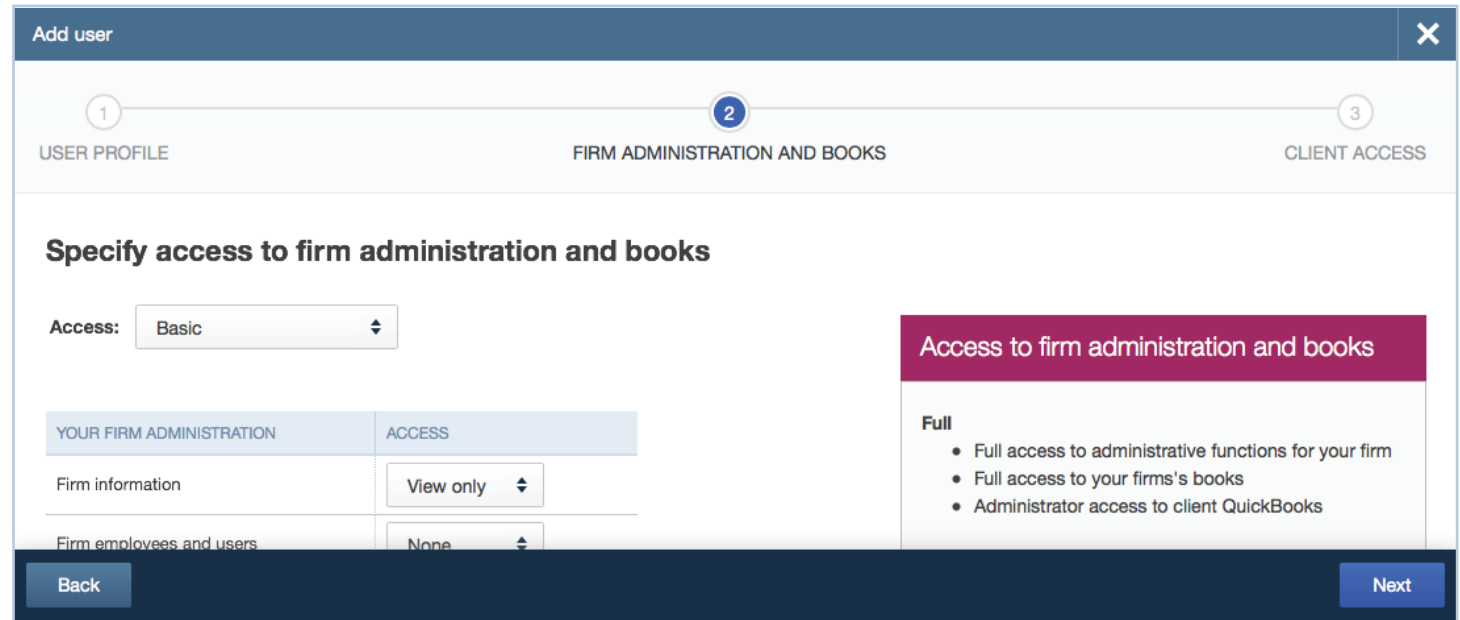 Add user
1
2
3
USER PROFILE
FIRM ADMINISTRATION AND BOOKS
CLIENT ACCESS
Specify access to firm administration and books
Access: Basic
YOUR FIRM ADMINISTRATION ACCESS
Firm information View only
Firm employees and users None
Access to firm administration and books
Full
• Full access to administrative functions for your firm
• Full access to your firms's books
• Administrator access to client QuickBooks
Back
Next